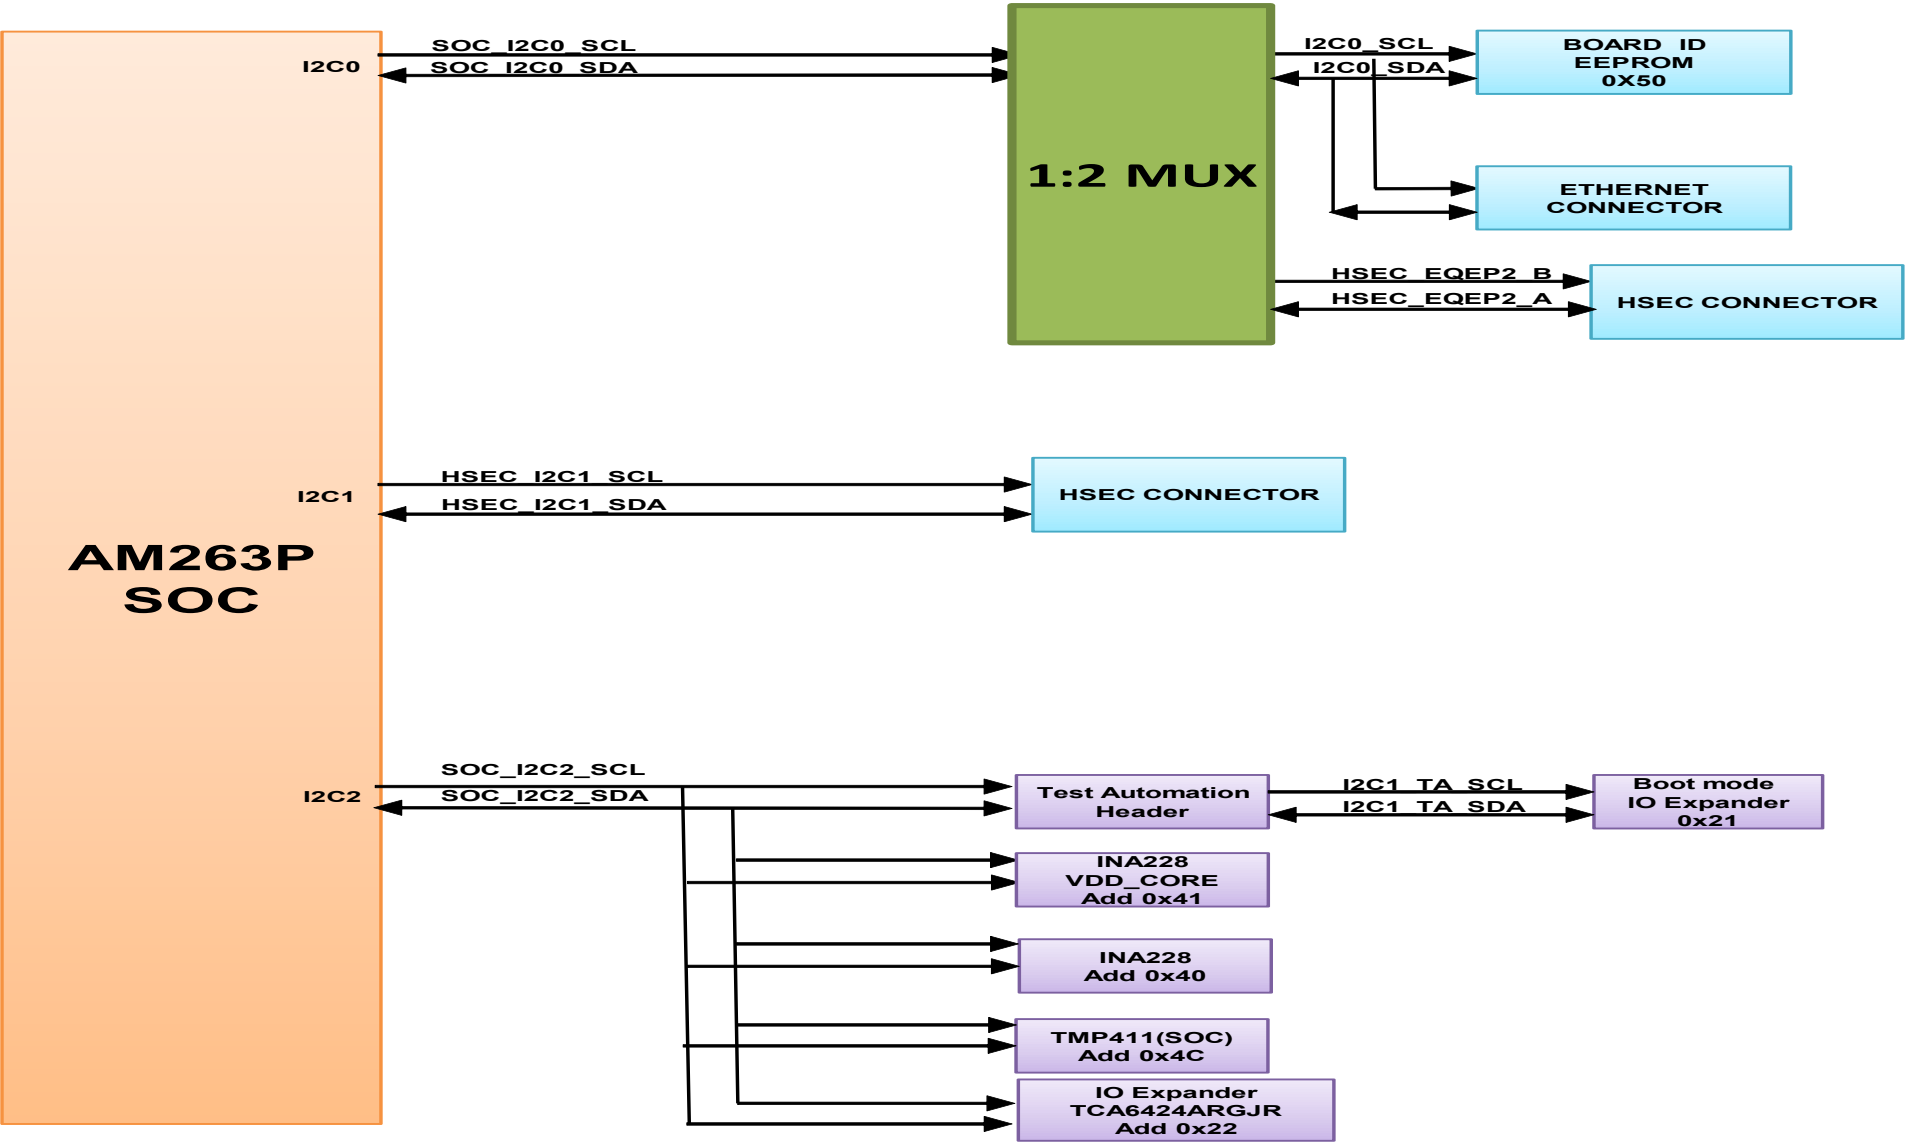 AM263P
SOC
I2C0
SOC_I2C0_SCL
SOC_I2C0_SDA
1:2 MUX
I2C0_SCL
I2C0_SDA
BOARD_ID
EEPROM
0X50
ETHERNET
CONNECTOR
HSEC_EQEP2_B
HSEC_EQEP2_A
HSEC CONNECTOR
I2C1
HSEC_I2C1_SCL
HSEC_I2C1_SDA
HSEC CONNECTOR
I2C2
SOC_I2C2_SCL
SOC_I2C2_SDA
Test Automation
Header
I2C1_TA_SCL
I2C1_TA_SDA
Boot mode
IO Expander
0x21
INA228
VDD_CORE
Add 0x41
INA228
Add 0x40
TMP411(SOC)
Add 0x4C
IO Expander
TCA6424ARGJR
Add 0x22